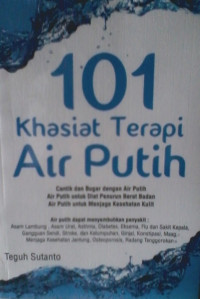 101
Khasiat Terapi
Air Putih
Cantik dan Bugar dengan Air Putih
Air Putih untuk Diet Penurun Berat Badan
Air Putih untuk Menjaga Kesehatan Kulit
Air putih dapat menyembuhkan penyakit :
Asam Lambung, Asam Urat, Asthma, Diabetes, Eksema, Flu dan Sakit Kepala,
Gangguan Sendi, Stroke, dan Kelumpuhan, Ginjal, Konstipasi, Maag,
Menjaga Kesehatan Jantung, Osteoporosis, Radang Tenggorokan
Teguh Sutanto